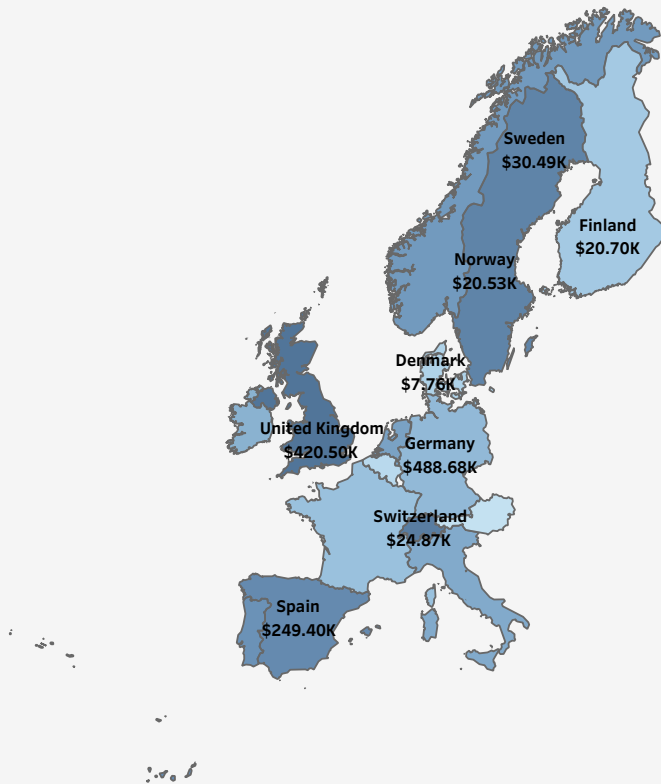 Sweden
$30.49K
Finland
$20.70K
Norway
$20.53K
Denmark
$7.76K
United Kingdom
$420.50K
Germany
$488.68K
Switzerland
$24.87K
Spain
$249.40K